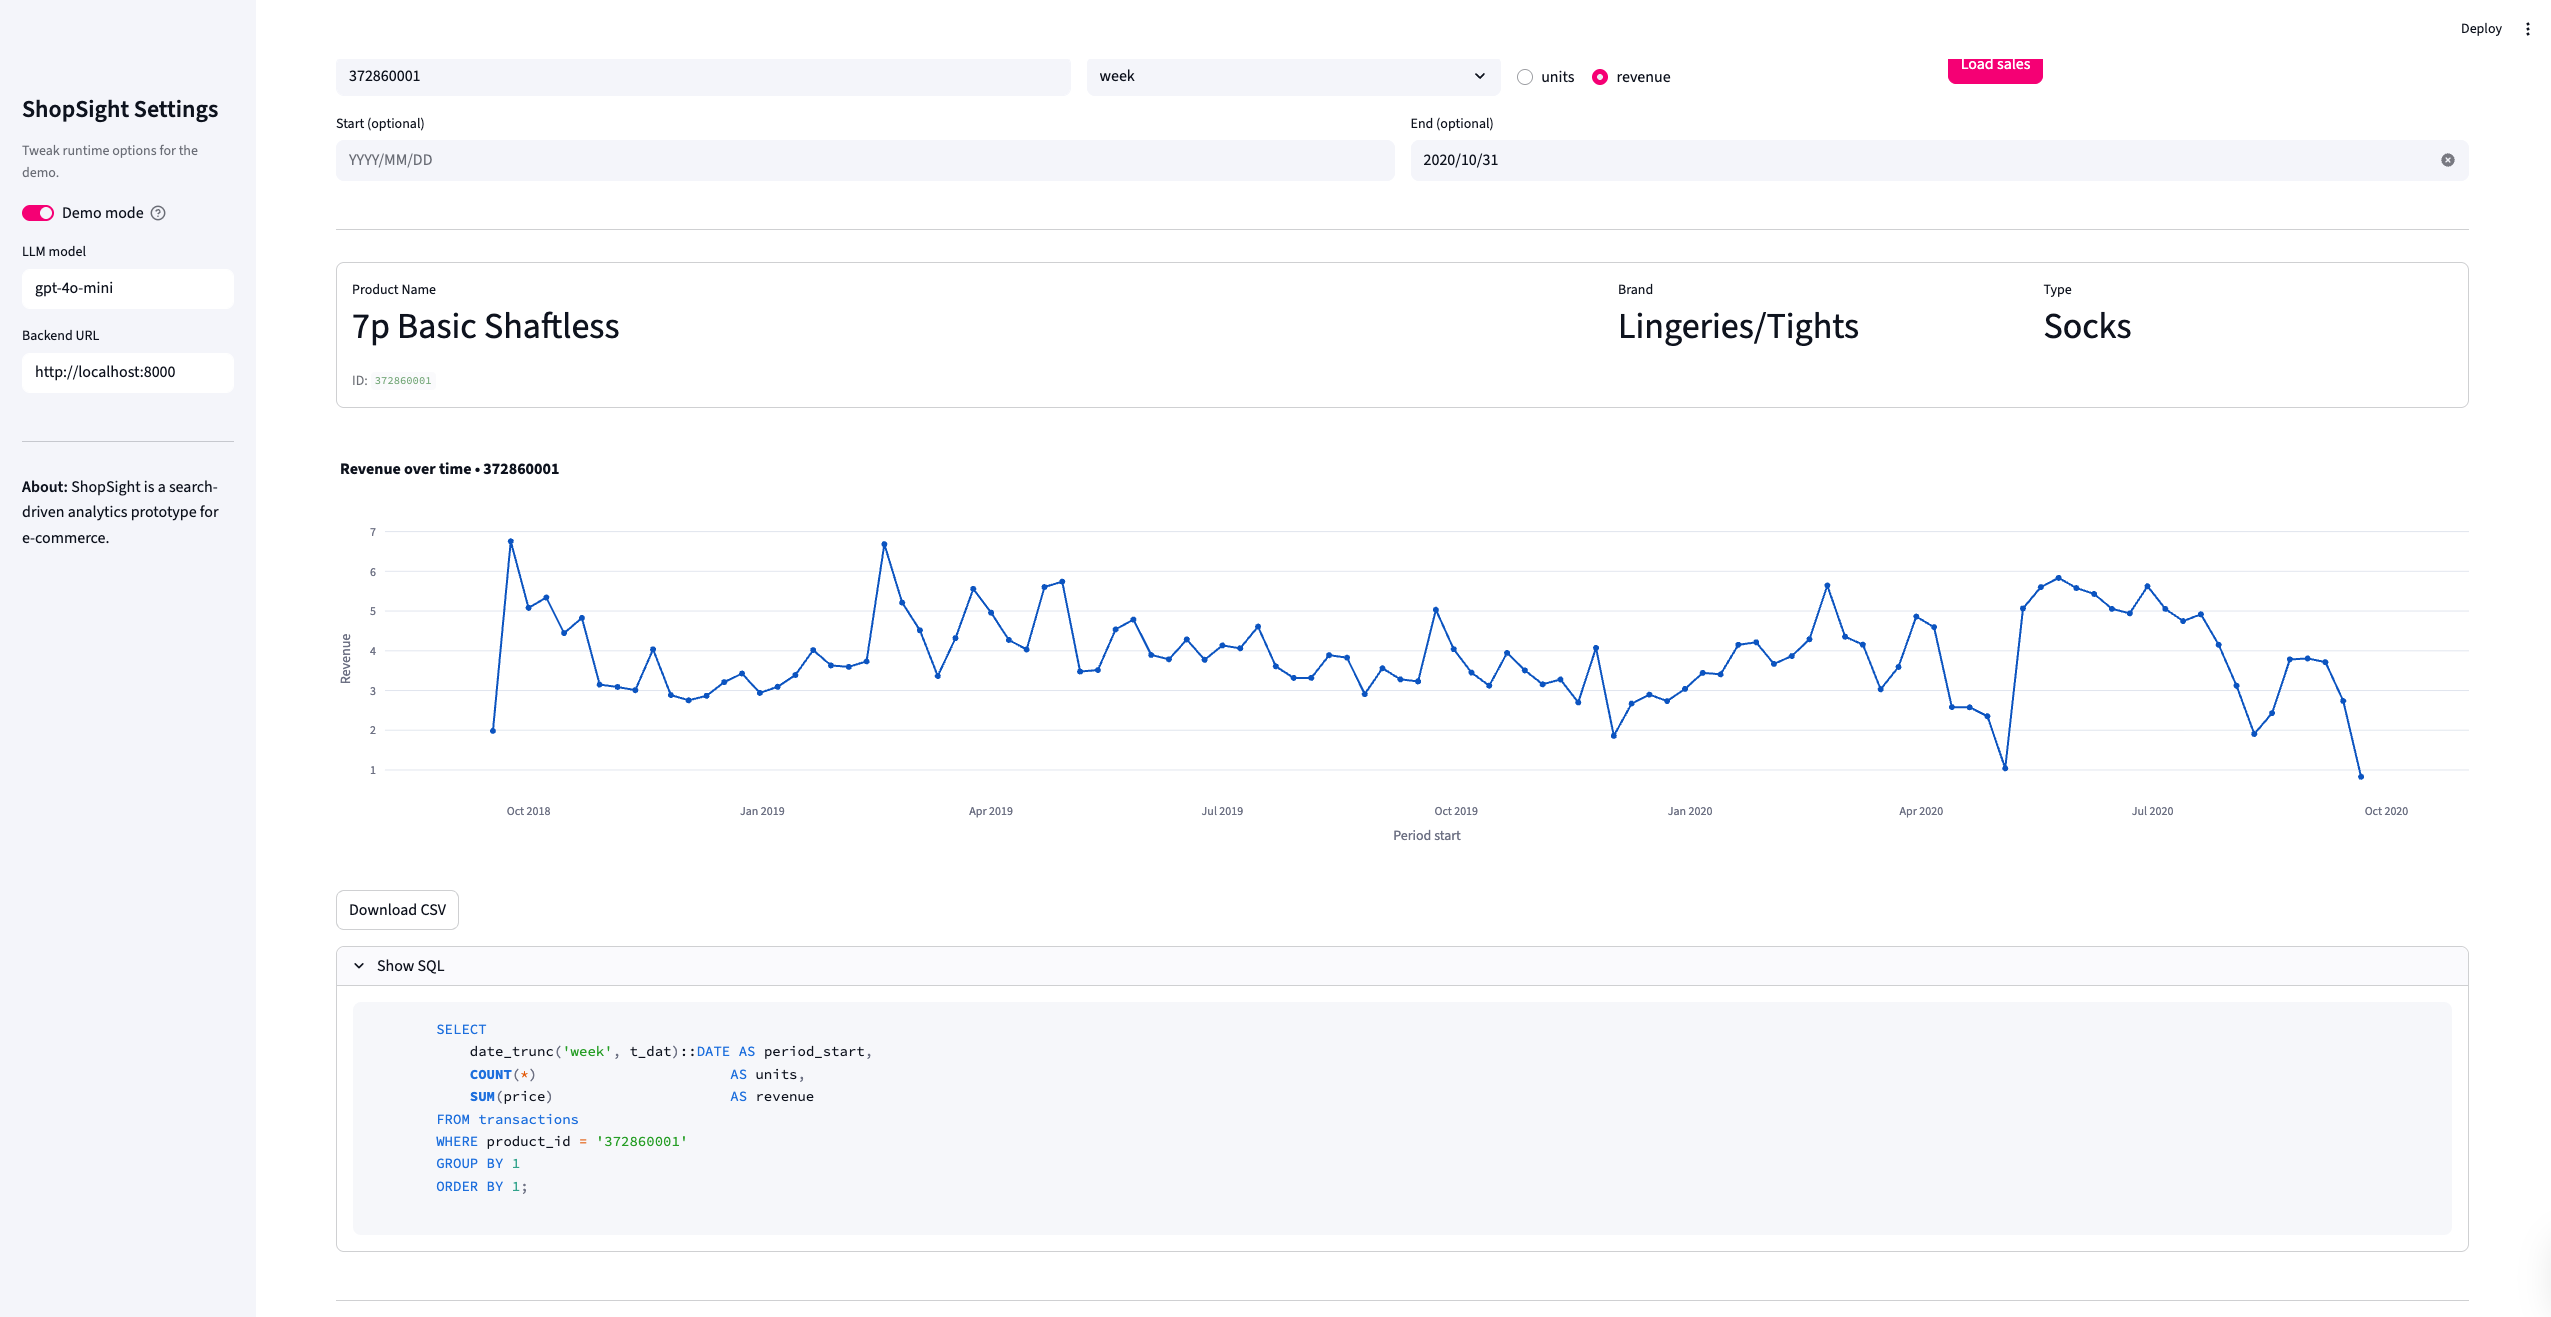 Deploy
ShopSight Settings
Tweak runtime options for the
demo.
Demo mode
LLM model
gpt-4o-mini
Backend URL
http://localhost:8000
About: ShopSight is a search-
driven analytics prototype for
e-commerce.
372860001
week
units
revenue
Load sales
Start (optional)
End (optional)
YYYY/MM/DD
2020/10/31
Product Name
Brand
Type
7p Basic Shaftless
Lingeries/Tights
Socks
ID: 372860001
Revenue over time • 372860001
7
6
5
4
3
2
1
Revenue
Oct 2018
Jan 2019
Apr 2019
Jul 2019
Oct 2019
Jan 2020
Apr 2020
Jul 2020
Oct 2020
Period start
Download CSV
Show SQL
SELECT
date_trunc('week', t_dat)::DATE AS period_start,
COUNT(*) AS units,
SUM(price) AS revenue
FROM transactions
WHERE product_id = '372860001'
GROUP BY 1
ORDER BY 1;